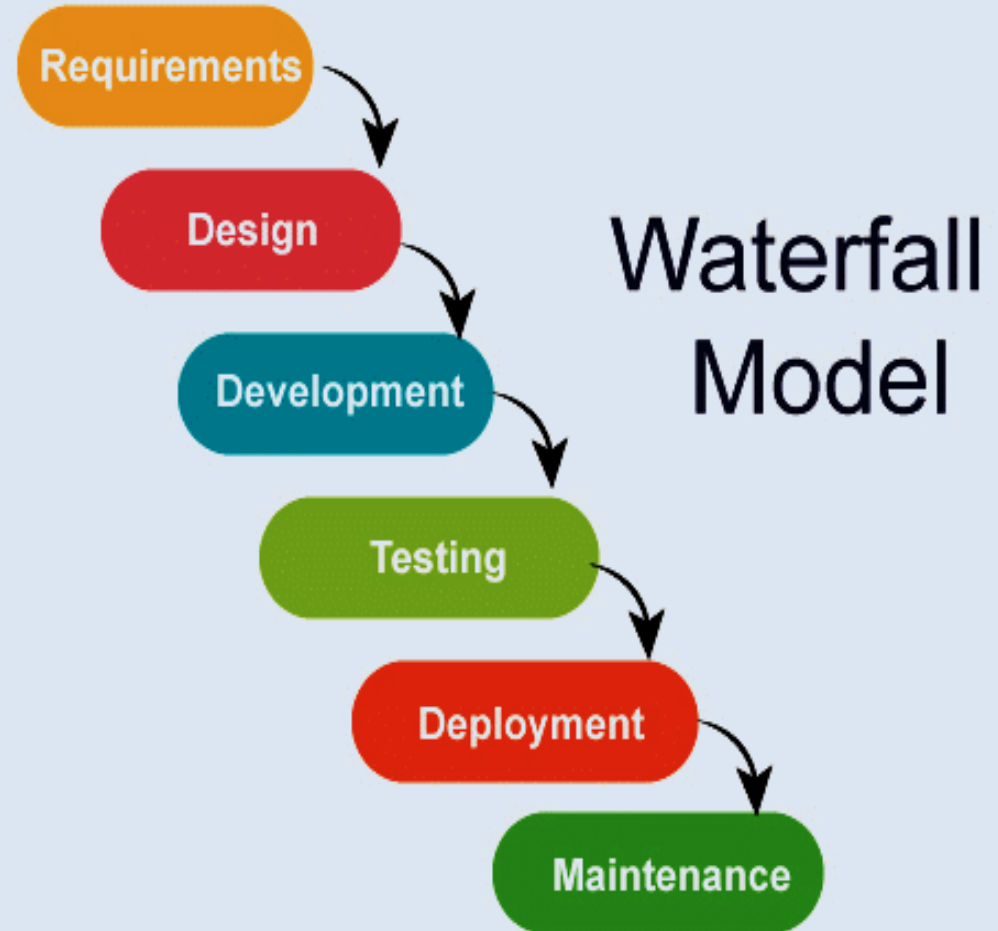 Requirements
Design
Waterfall
Model
Development
Testing
Deployment
Maintenance